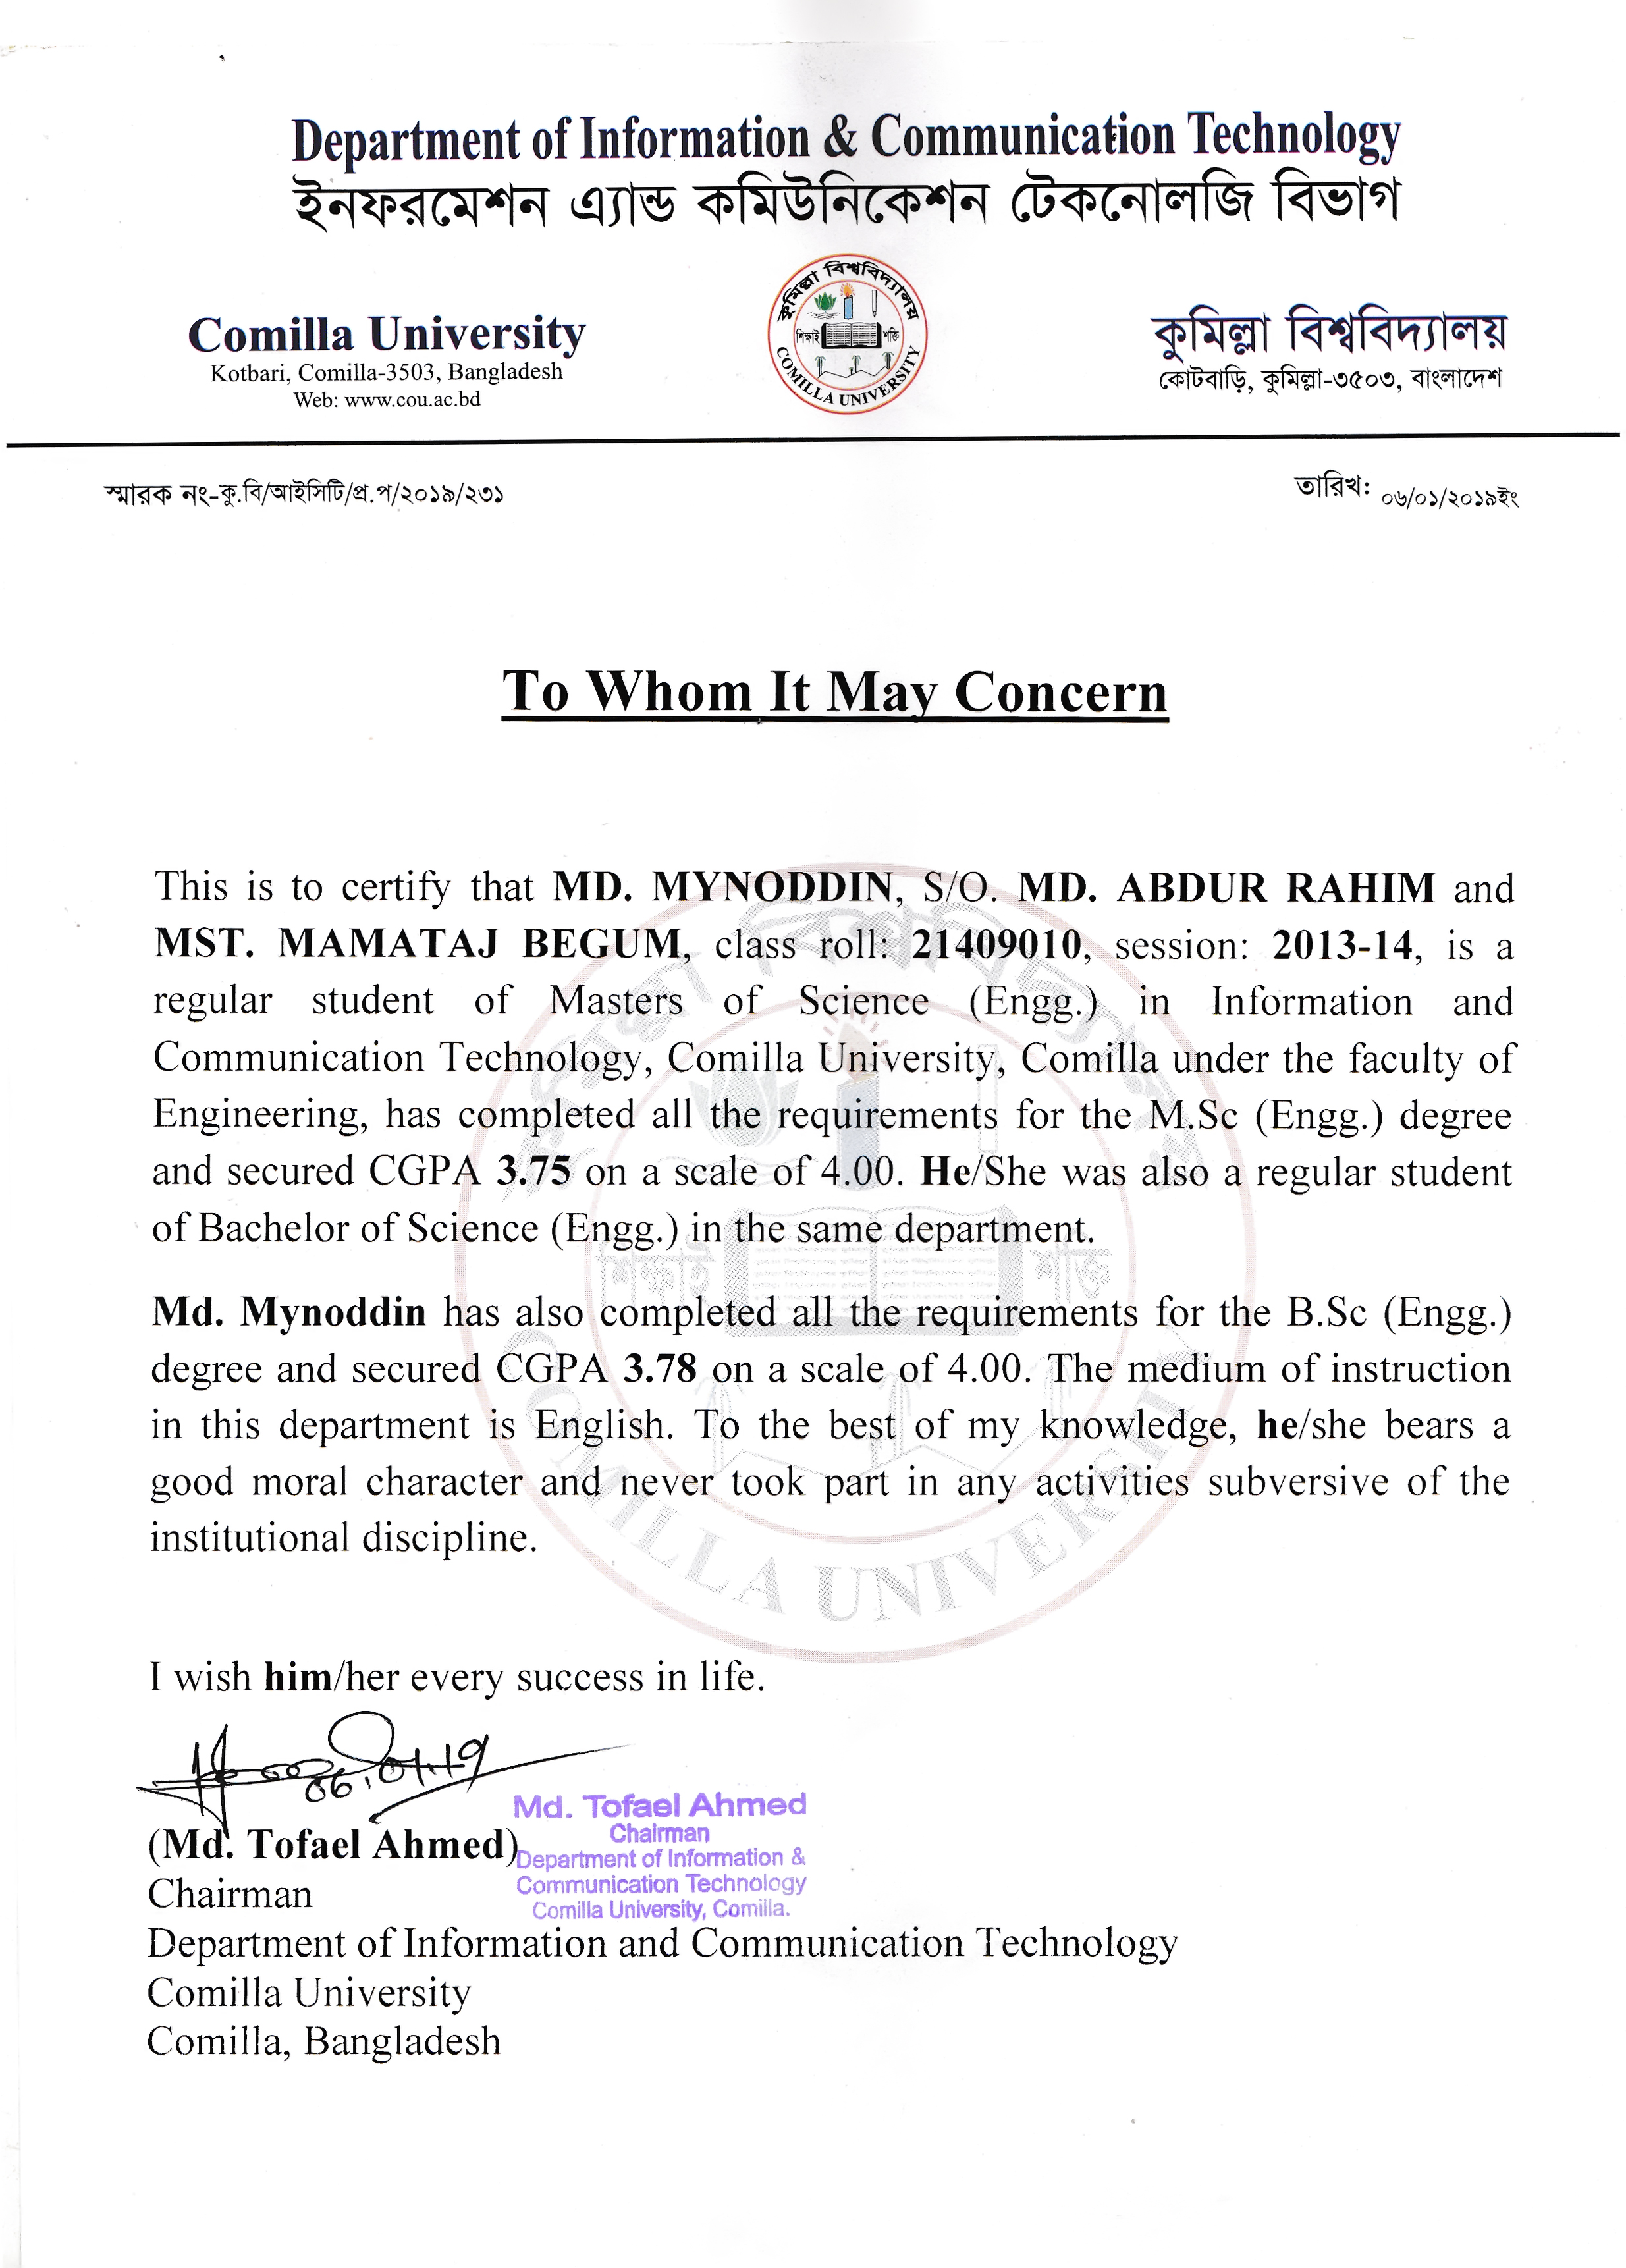 Department of Information & Communication Technology
ইনফরমেশন এ্যান্ড কমিউনিকেশন টেকনোলজি বিভাগ
কুমিল্লা বিশ্ববিদ্যালয়
শিক্ষাই শক্তি
COMILLA UNIVERSITY
Comilla University
Kotbari, Comilla-3503, Bangladesh
Web: www.cou.ac.bd
কুমিল্লা বিশ্ববিদ্যালয়
কোটবাড়ি, কুমিল্লা-৩৫০৩, বাংলাদেশ
স্মারক নং-কু.বি/আইসিটি/প্র.প/২০১৯/২৩১
তারিখঃ ০৬/০১/২০১৯ইং
To Whom It May Concern
This is to certify that MD. MYNODDIN, S/O. MD. ABDUR RAHIM and
MST. MAMATAJ BEGUM, class roll: 21409010, session: 2013-14, is a
regular student of Masters of Science (Engg.) in Information and
Communication Technology, Comilla University, Comilla under the faculty of
Engineering, has completed all the requirements for the M.Sc (Engg.) degree
and secured CGPA 3.75 on a scale of 4.00. He/She was also a regular student
of Bachelor of Science (Engg.) in the same department.
Md. Mynoddin has also completed all the requirements for the B.Sc (Engg.)
degree and secured CGPA 3.78 on a scale of 4.00. The medium of instruction
in this department is English. To the best of my knowledge, he/she bears a
good moral character and never took part in any activities subversive of the
institutional discipline.
কুমিল্লা বিশ্ববিদ্যালয়
শিক্ষাই শক্তি
COMILLA UNIVERSITY
I wish him/her every success in life.
06.01.19
(Md. Tofael Ahmed)
Chairman
Department of Information and Communication Technology
Comilla University
Comilla, Bangladesh
Md. Tofael Ahmed
Chairman
Department of Information &
Communication Technology
Comilla University, Comilla.